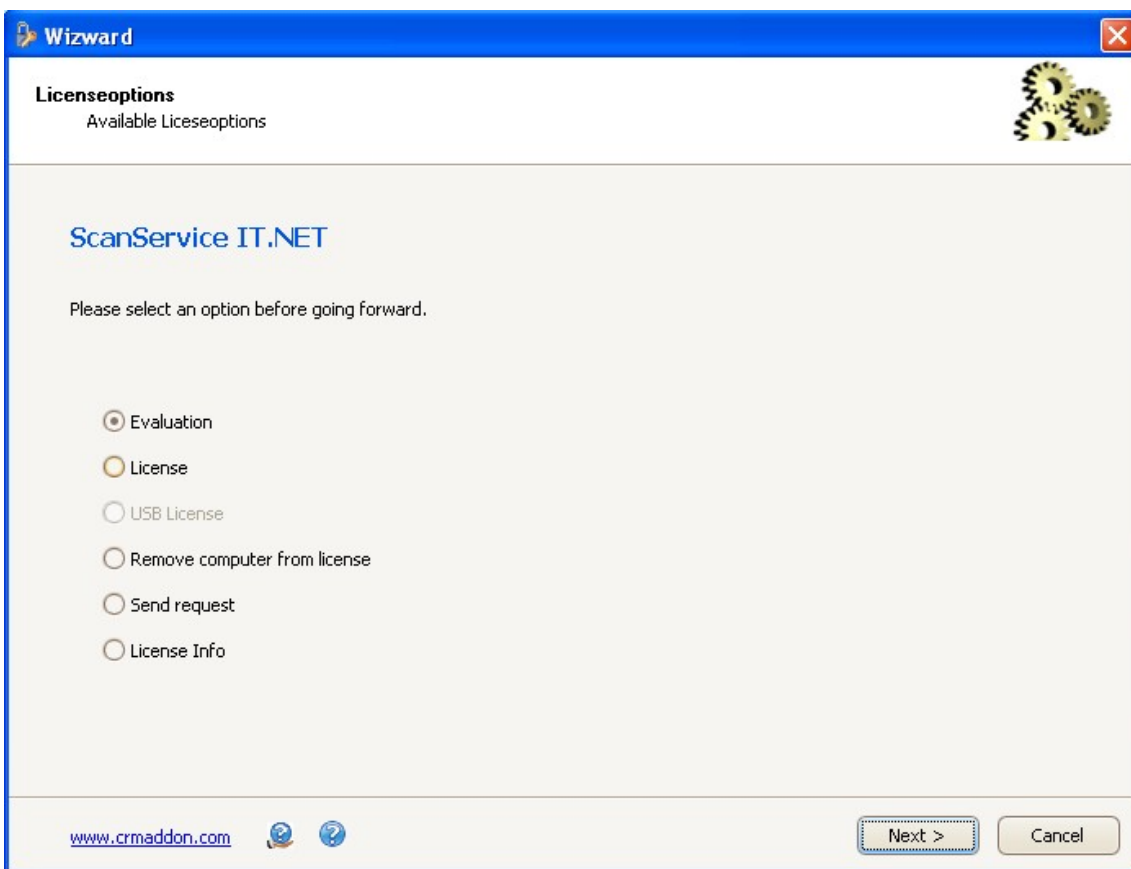 Wizward
Licenseoptions
Available Liceseoptions
ScanService IT.NET
Please select an option before going forward.
Evaluation
License
USB License
Remove computer from license
Send request
License Info
www.crmaddon.com
Next >
Cancel